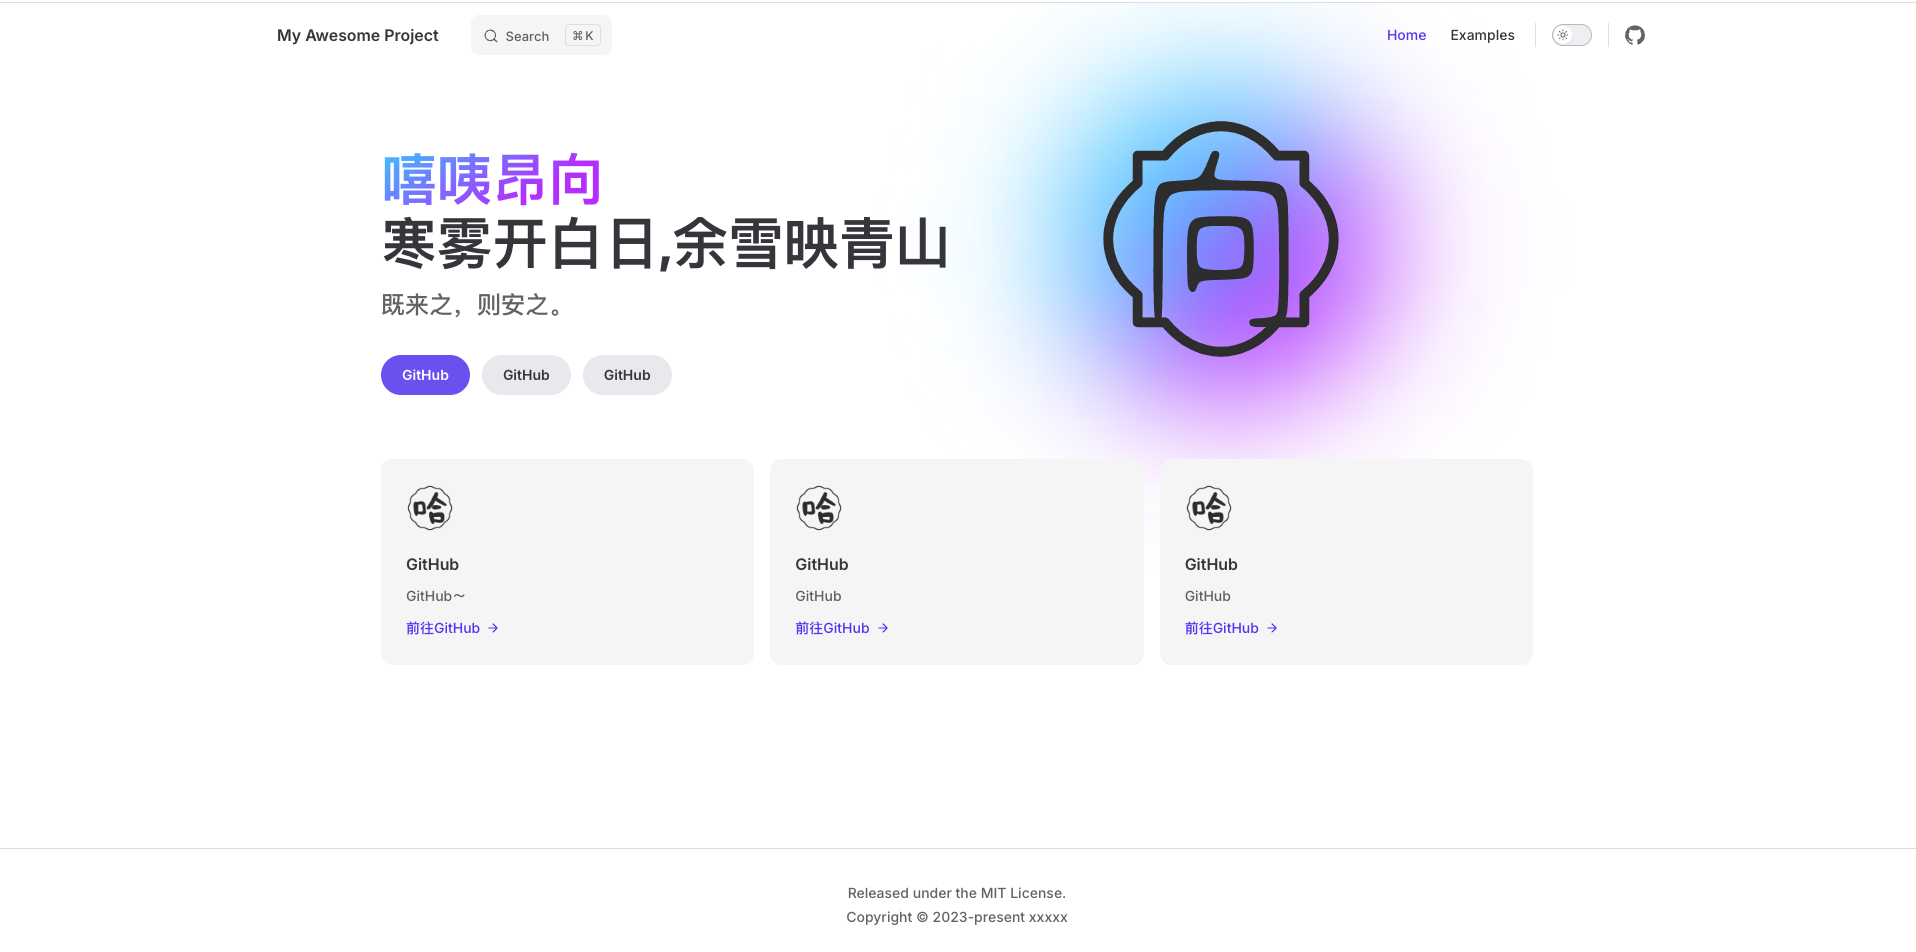 My Awesome Project
Search
⌘ K
Home
Examples
嘻咦昂向
寒雾开白日,余雪映青山
既来之，则安之。
GitHub
GitHub
GitHub
向
哈
GitHub
GitHub～
前往GitHub →
哈
GitHub
GitHub
前往GitHub →
哈
GitHub
GitHub
前往GitHub →
Released under the MIT License.
Copyright © 2023-present xxxxx